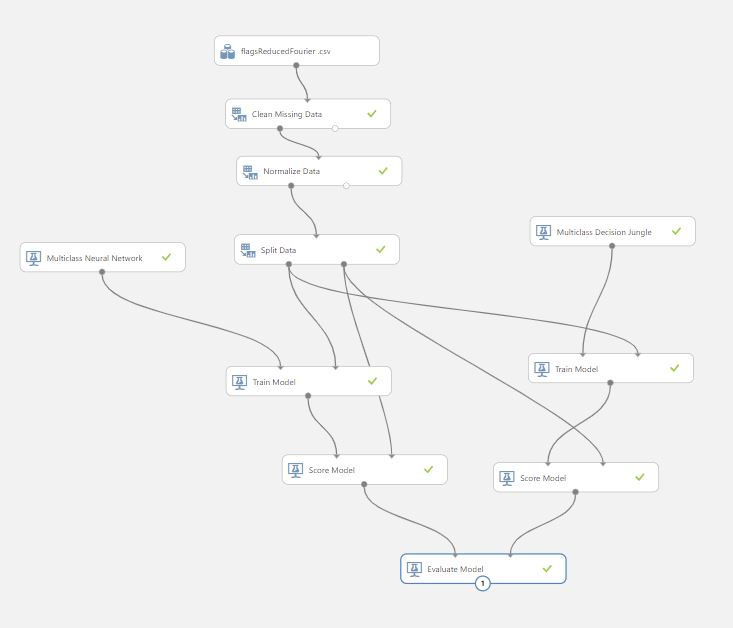 flagsReducedFourier .csv
Clean Missing Data
Normalize Data
Multiclass Decision Jungle
Split Data
Multiclass Neural Network
Train Model
Train Model
Score Model
Score Model
Evaluate Model
1